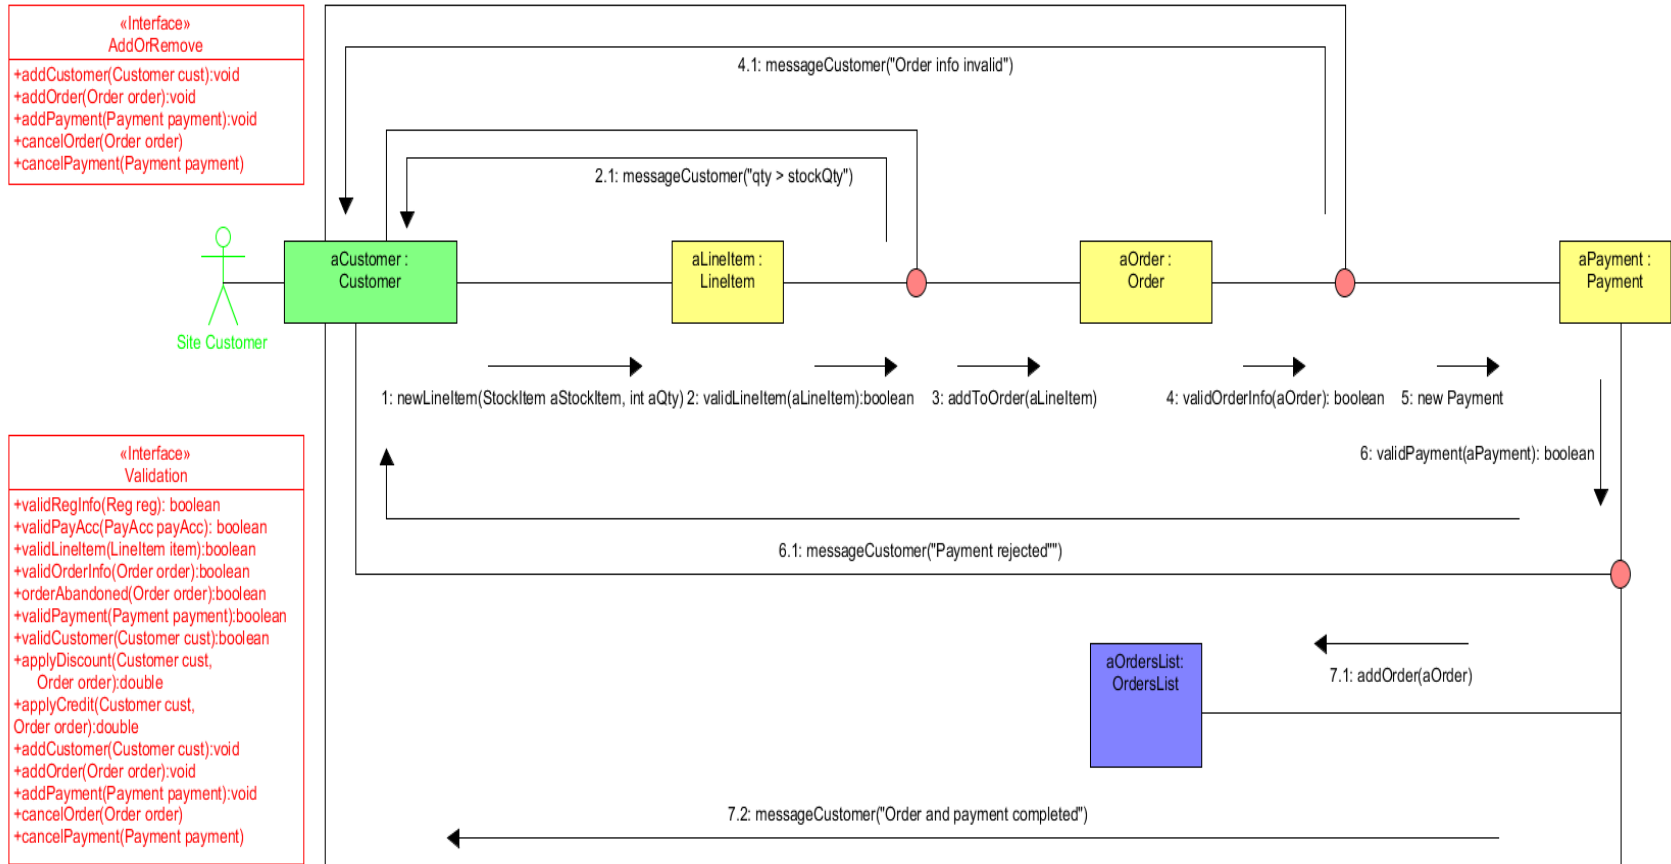 «Interface»
AddOrRemove
+addCustomer(Customer cust):void
+addOrder(Order order):void
+addPayment(Payment payment):void
+cancelOrder(Order order)
+cancelPayment(Payment payment)
4.1: messageCustomer("Order info invalid")
2.1: messageCustomer("qty > stockQty")
Site Customer
aCustomer :
Customer
aLineItem :
LineItem
aOrder :
Order
aPayment :
Payment
1: newLineItem(StockItem aStockItem, int aQty)
2: validLineItem(aLineItem):boolean
3: addToOrder(aLineItem)
4: validOrderInfo(aOrder): boolean
5: new Payment
6: validPayment(aPayment): boolean
6.1: messageCustomer("Payment rejected"")
«Interface»
Validation
+validRegInfo(Reg reg): boolean
+validPayAcc(PayAcc payAcc): boolean
+validLineItem(LineItem item):boolean
+validOrderInfo(Order order):boolean
+orderAbandoned(Order order):boolean
+validPayment(Payment payment):boolean
+validCustomer(Customer cust):boolean
+applyDiscount(Customer cust,
Order order):double
+applyCredit(Customer cust,
Order order):double
+addCustomer(Customer cust):void
+addOrder(Order order):void
+addPayment(Payment payment):void
+cancelOrder(Order order)
+cancelPayment(Payment payment)
aOrdersList:
OrdersList
7.1: addOrder(aOrder)
7.2: messageCustomer("Order and payment completed")